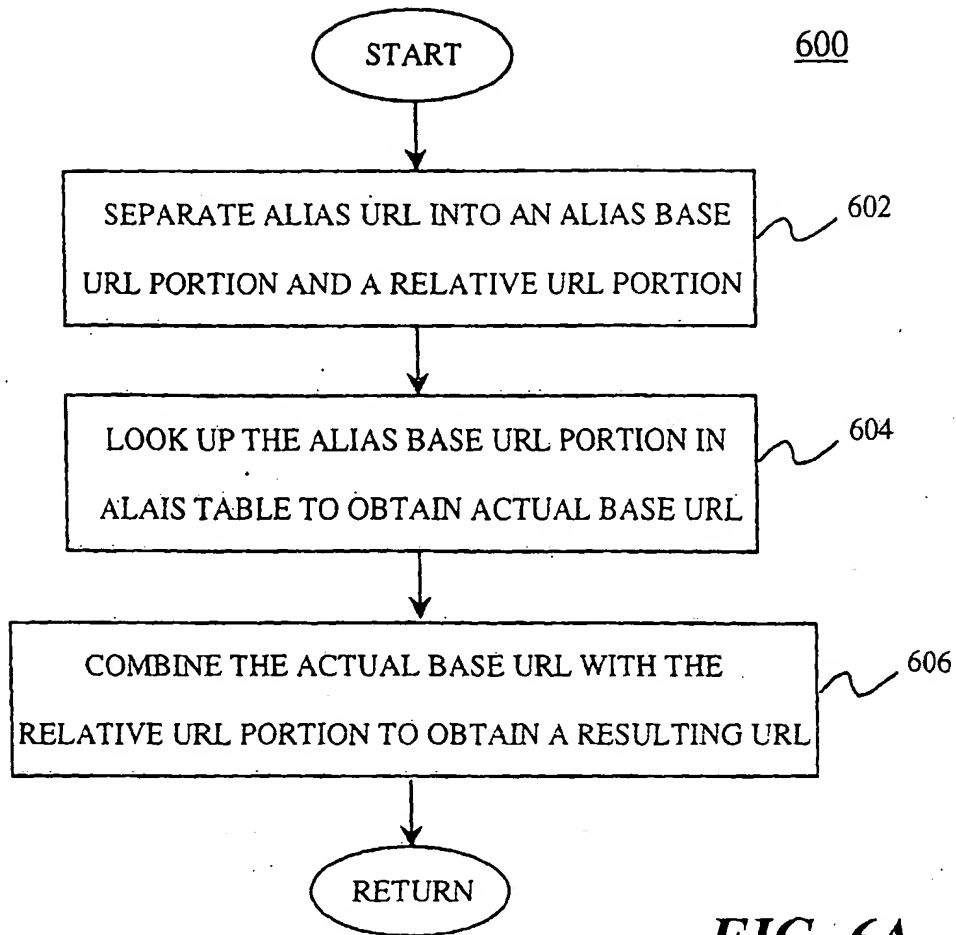 START
600
SEPARATE ALIAS URL INTO AN ALIAS BASE
URL PORTION AND A RELATIVE URL PORTION
602
LOOK UP THE ALIAS BASE URL PORTION IN
ALAIS TABLE TO OBTAIN ACTUAL BASE URL
604
COMBINE THE ACTUAL BASE URL WITH THE
RELATIVE URL PORTION TO OBTAIN A RESULTING URL
606
RETURN
FIG. 6A